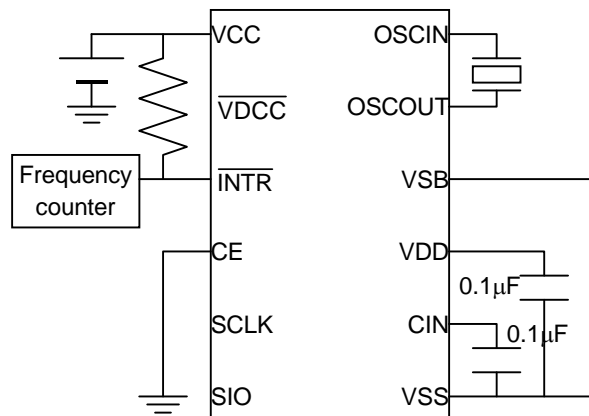 VCC
OSCIN
VDCC
OSCOUT
Frequency
counter
INTR
VSB
CE
VDD
0.1µF
SCLK
CIN
0.1µF
SIO
VSS